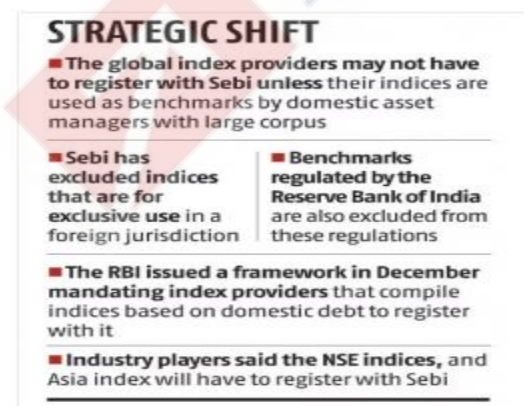 STRATEGIC SHIFT
■ The global index providers may not have
to register with Sebi unless their indices are
used as benchmarks by domestic asset
managers with large corpus
■ Sebi has
excluded indices
that are for
exclusive use in a
foreign jurisdiction
■ Benchmarks
regulated by the
Reserve Bank of India
are also excluded from
these regulations
■ The RBI issued a framework in December
mandating index providers that compile
indices based on domestic debt to register
with it
■ Industry players said the NSE indices, and
Asia index will have to register with Sebi